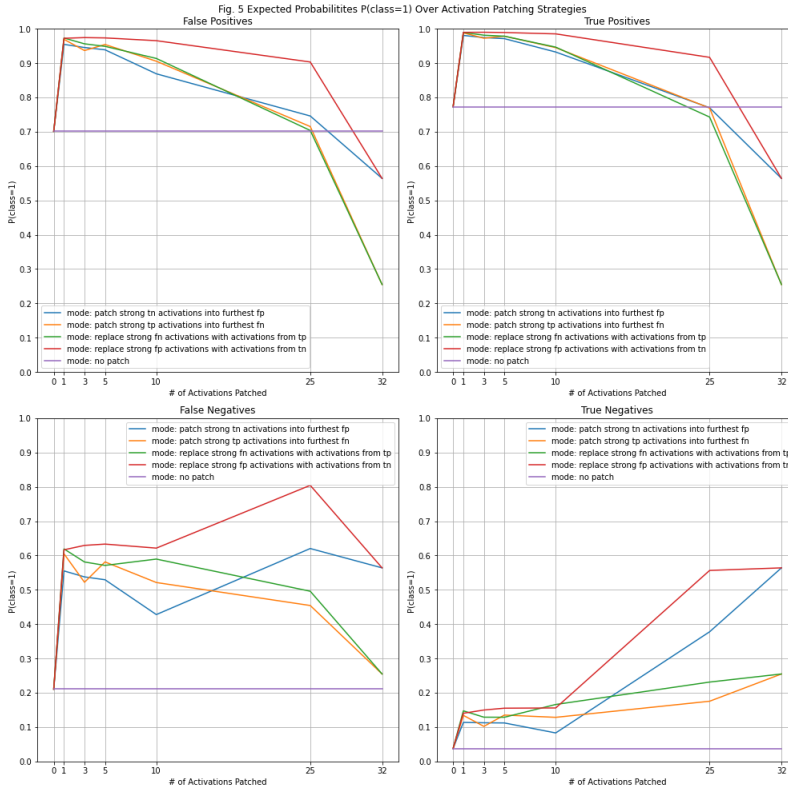 Fig. 5 Expected Probabilitites P(class=1) Over Activation Patching Strategies
False Positives
1.0
0.9
0.8
0.7
0.6
0.5
0.4
0.3
0.2
0.1
0.0
P(class=1)
mode: patch strong tn activations into furthest fp
mode: patch strong tp activations into furthest fn
mode: replace strong fn activations with activations from tp
mode: replace strong fp activations with activations from tn
mode: no patch
0 1 3 5 10 25 32
# of Activations Patched
True Positives
1.0
0.9
0.8
0.7
0.6
0.5
0.4
0.3
0.2
0.1
0.0
P(class=1)
mode: patch strong tn activations into furthest fp
mode: patch strong tp activations into furthest fn
mode: replace strong fn activations with activations from tp
mode: replace strong fp activations with activations from tn
mode: no patch
0 1 3 5 10 25 32
# of Activations Patched
False Negatives
1.0
0.9
0.8
0.7
0.6
0.5
0.4
0.3
0.2
0.1
0.0
P(class=1)
mode: patch strong tn activations into furthest fp
mode: patch strong tp activations into furthest fn
mode: replace strong fn activations with activations from tp
mode: replace strong fp activations with activations from tn
mode: no patch
0 1 3 5 10 25 32
# of Activations Patched
True Negatives
1.0
0.9
0.8
0.7
0.6
0.5
0.4
0.3
0.2
0.1
0.0
P(class=1)
mode: patch strong tn activations into furthest fp
mode: patch strong tp activations into furthest fn
mode: replace strong fn activations with activations from tp
mode: replace strong fp activations with activations from tn
mode: no patch
0 1 3 5 10 25 32
# of Activations Patched